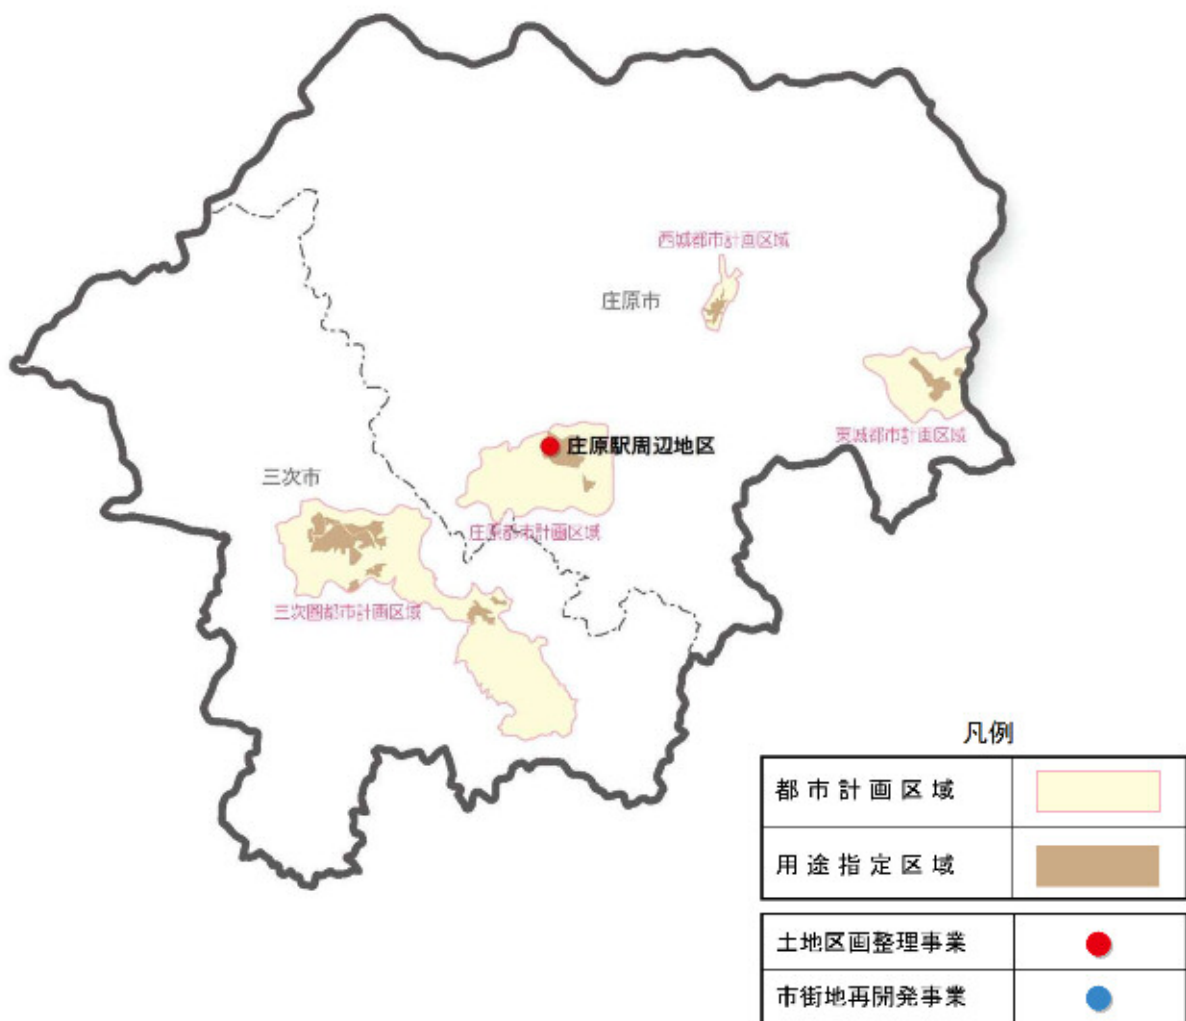 西城都市計画区域
庄原市
東城都市計画区域
庄原駅周辺地区
三次市
庄原都市計画区域
三次圏都市計画区域
凡例
都市計画区域
用途指定区域
土地区画整理事業
市街地再開発事業